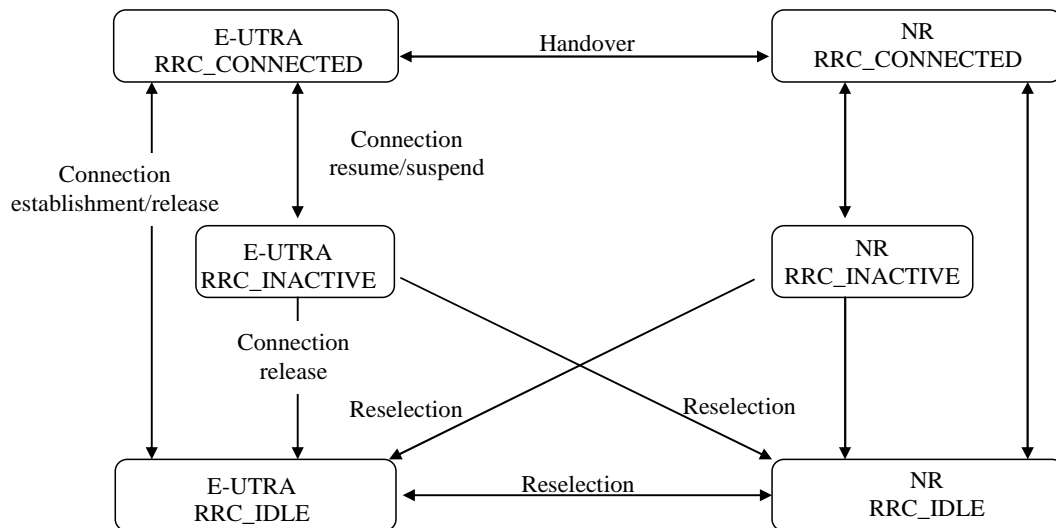 E-UTRA
RRC_CONNECTED
Handover
NR
RRC_CONNECTED
Connection
resume/suspend
Connection
establishment/release
E-UTRA
RRC_INACTIVE
NR
RRC_INACTIVE
Connection
release
Reselection
Reselection
E-UTRA
RRC_IDLE
Reselection
NR
RRC_IDLE